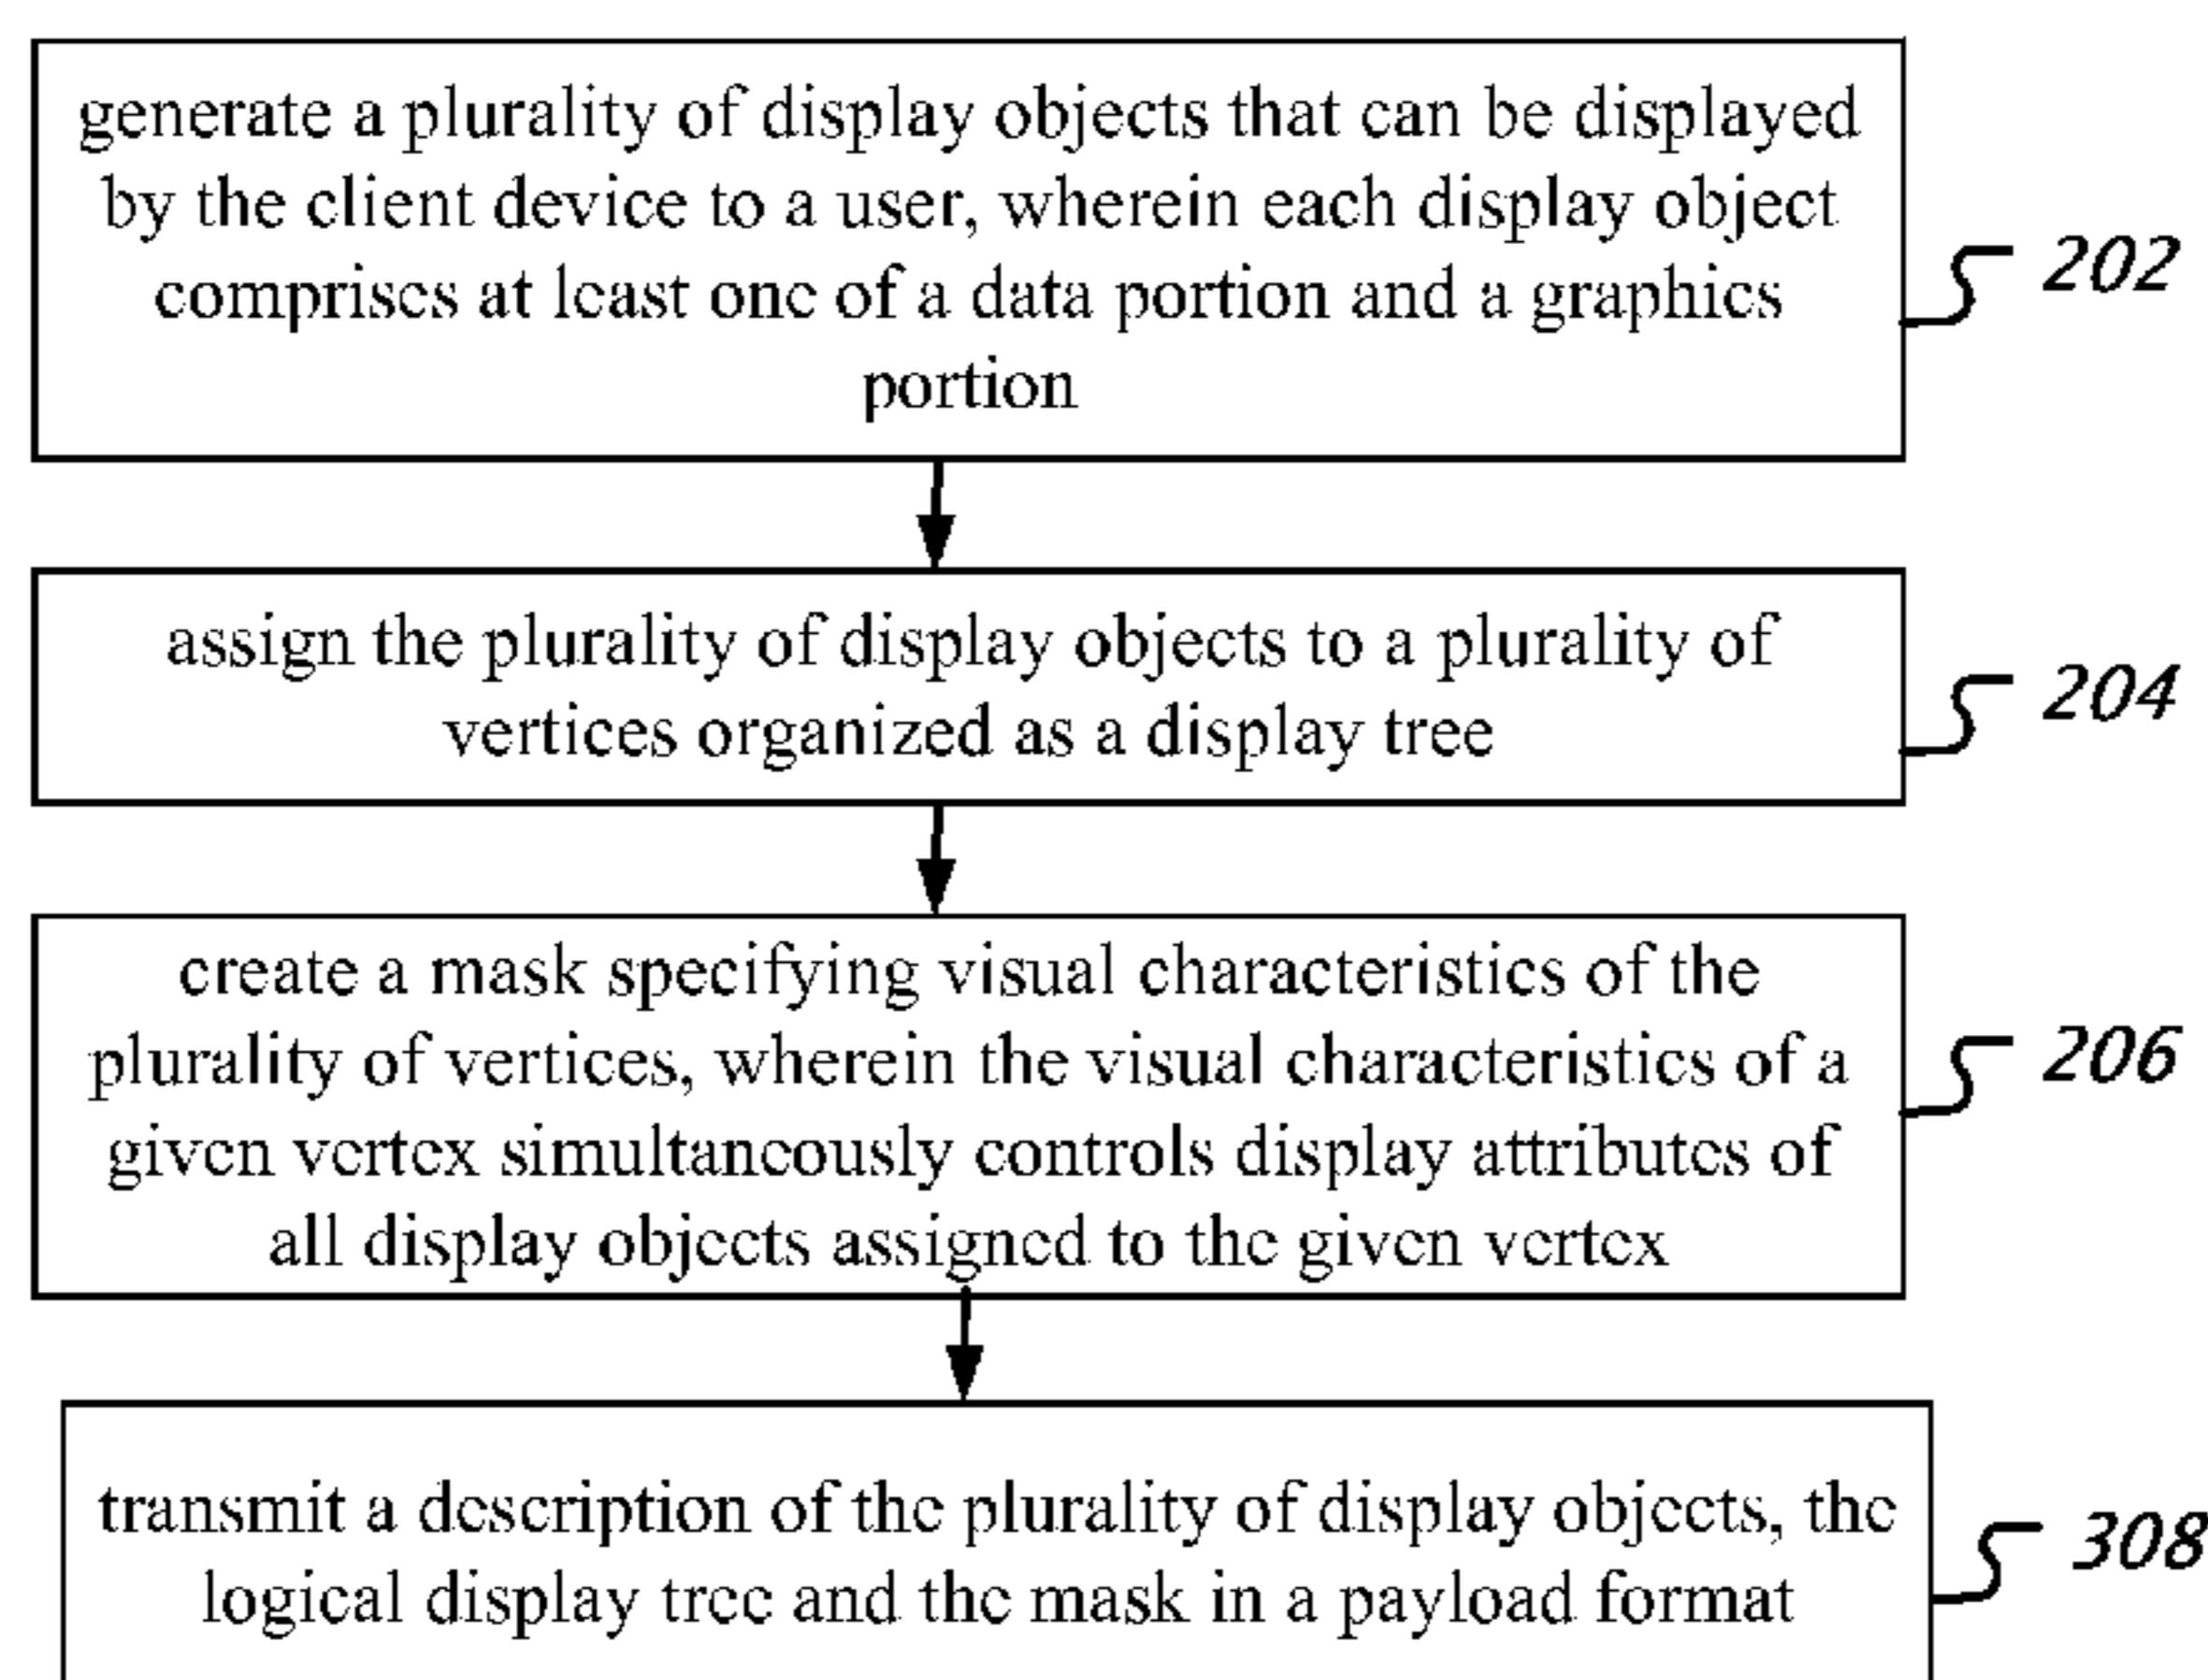 generate a plurality of display objects that can be displayed
by the client device to a user, wherein each display object
comprises at least one of a data portion and a graphics
portion
202
assign the plurality of display objects to a plurality of
vertices organized as a display tree
204
create a mask specifying visual characteristics of the
plurality of vertices, wherein the visual characteristics of a
given vertex simultaneously controls display attributes of
all display objects assigned to the given vertex
206
transmit a description of the plurality of display objects, the
logical display tree and the mask in a payload format
308